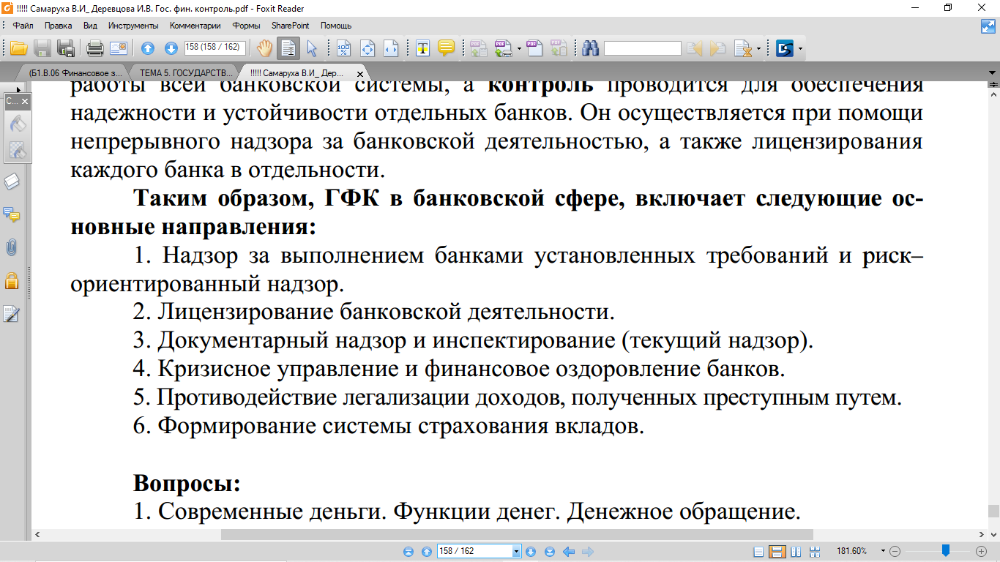 !!!!! Самаруха В.И_ Деревцова И.В. Гос. фин. контроль.pdf - Foxit Reader
Файл Правка Вид Инструменты Комментарии Формы SharePoint Помощь
158 (158 / 162)
(Б1.В.06 Финансовое з... ТЕМА 5. ГОСУДАРСТВ... !!!!! Самаруха В.И_ Дер...
С...
работы всей банковской системы, а контроль проводится для обеспечения
надежности и устойчивости отдельных банков. Он осуществляется при помощи
непрерывного надзора за банковской деятельностью, а также лицензирования
каждого банка в отдельности.
Таким образом, ГФК в банковской сфере, включает следующие ос-
новные направления:
1. Надзор за выполнением банками установленных требований и риск–
ориентированный надзор.
2. Лицензирование банковской деятельности.
3. Документарный надзор и инспектирование (текущий надзор).
4. Кризисное управление и финансовое оздоровление банков.
5. Противодействие легализации доходов, полученных преступным путем.
6. Формирование системы страхования вкладов.
Вопросы:
1. Современные деньги. Функции денег. Денежное обращение.
158 / 162
181.60%